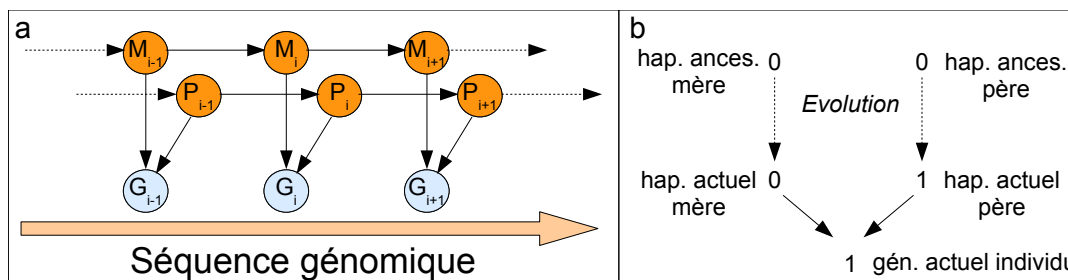 a
M i-1 M i M i+1
P i-1 P i P i+1
G i-1 G i G i+1
Séquence génomique
b
hap. ances. mère
0 0
hap. ances. père
Evolution
hap. actuel mère
0 1
hap. actuel père
1 gén. actuel individu